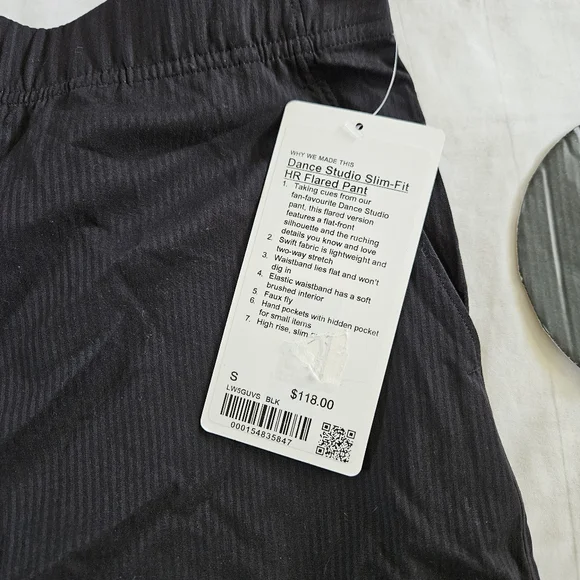 WHY WE MADE THIS
Dance Studio Slim-Fit
HR Flared Pant
1. Taking cues from our
fan-favourite Dance Studio
pant, this flared version
features a flat-front
silhouette and the ruching
details you know and love
2. Swift fabric is lightweight and
two-way stretch
3. Waistband lies flat and won't
dig in
4. Elastic waistband has a soft
brushed interior
5. Faux fly
6. Hand pockets with hidden pocket
for small items
7. High rise, slim
S
$118.00
LW5GUVS BLK
000154835847